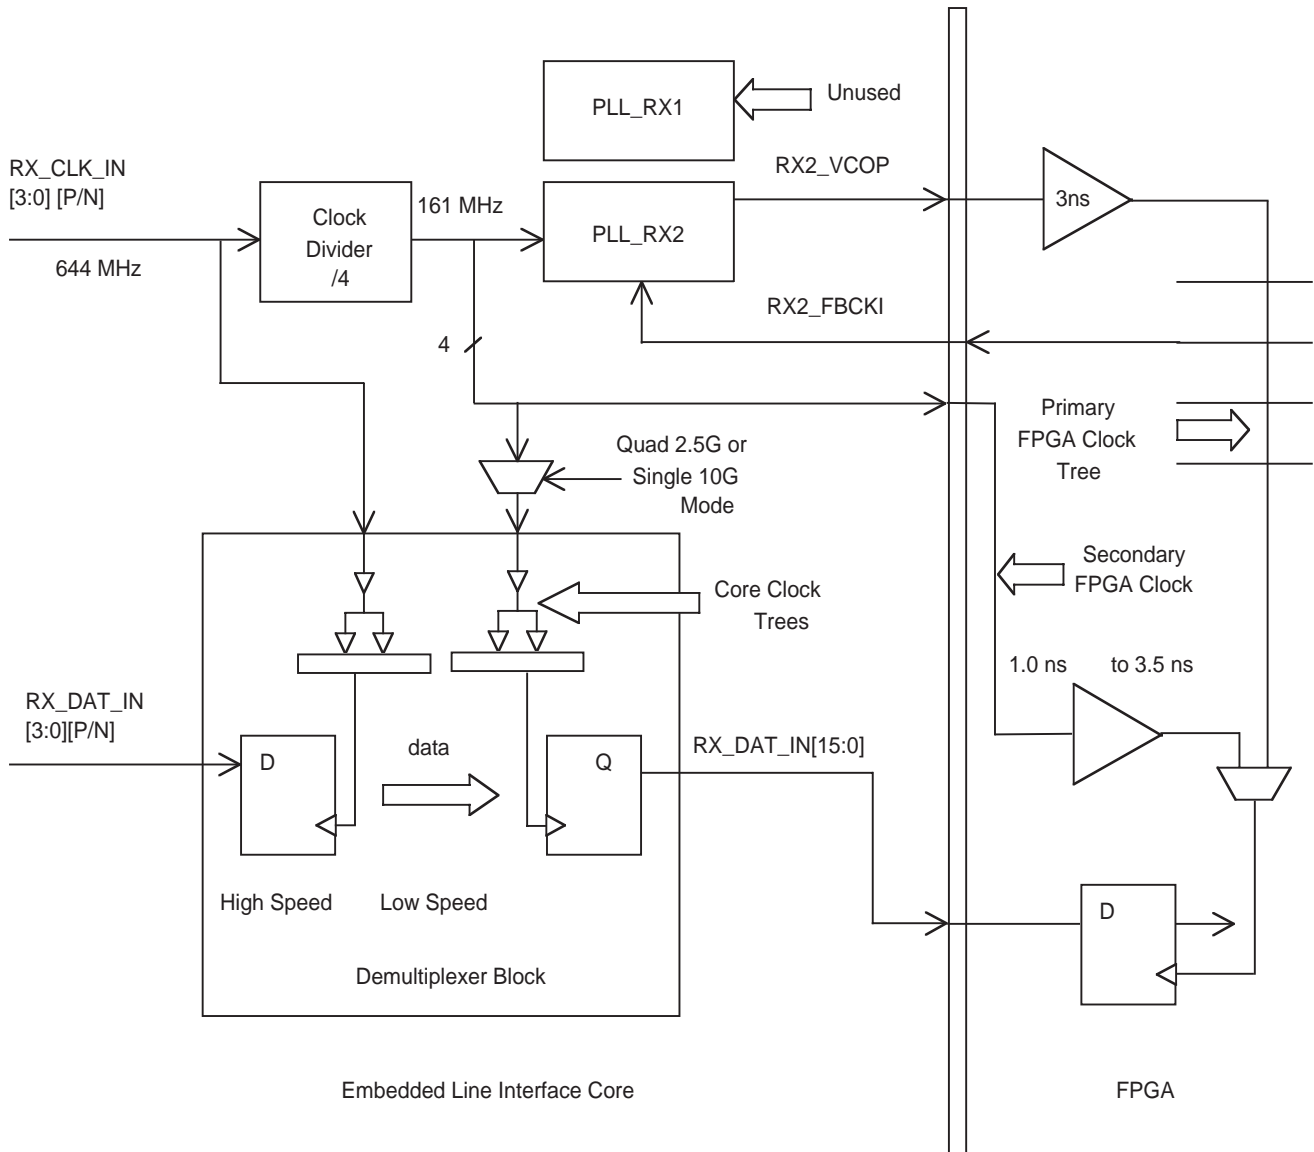 PLL_RX1
Unused
RX_CLK_IN
[3:0] [P/N]
644 MHz
Clock
Divider
/4
161 MHz
PLL_RX2
RX2_VCOP
3ns
RX2_FBCKI
4
Quad 2.5G or
Single 10G
Mode
Primary
FPGA Clock
Tree
Secondary
FPGA Clock
Core Clock
Trees
1.0 ns to 3.5 ns
RX_DAT_IN
[3:0][P/N]
D
data
Q
RX_DAT_IN[15:0]
High Speed
Low Speed
D
Demultiplexer Block
Embedded Line Interface Core
FPGA